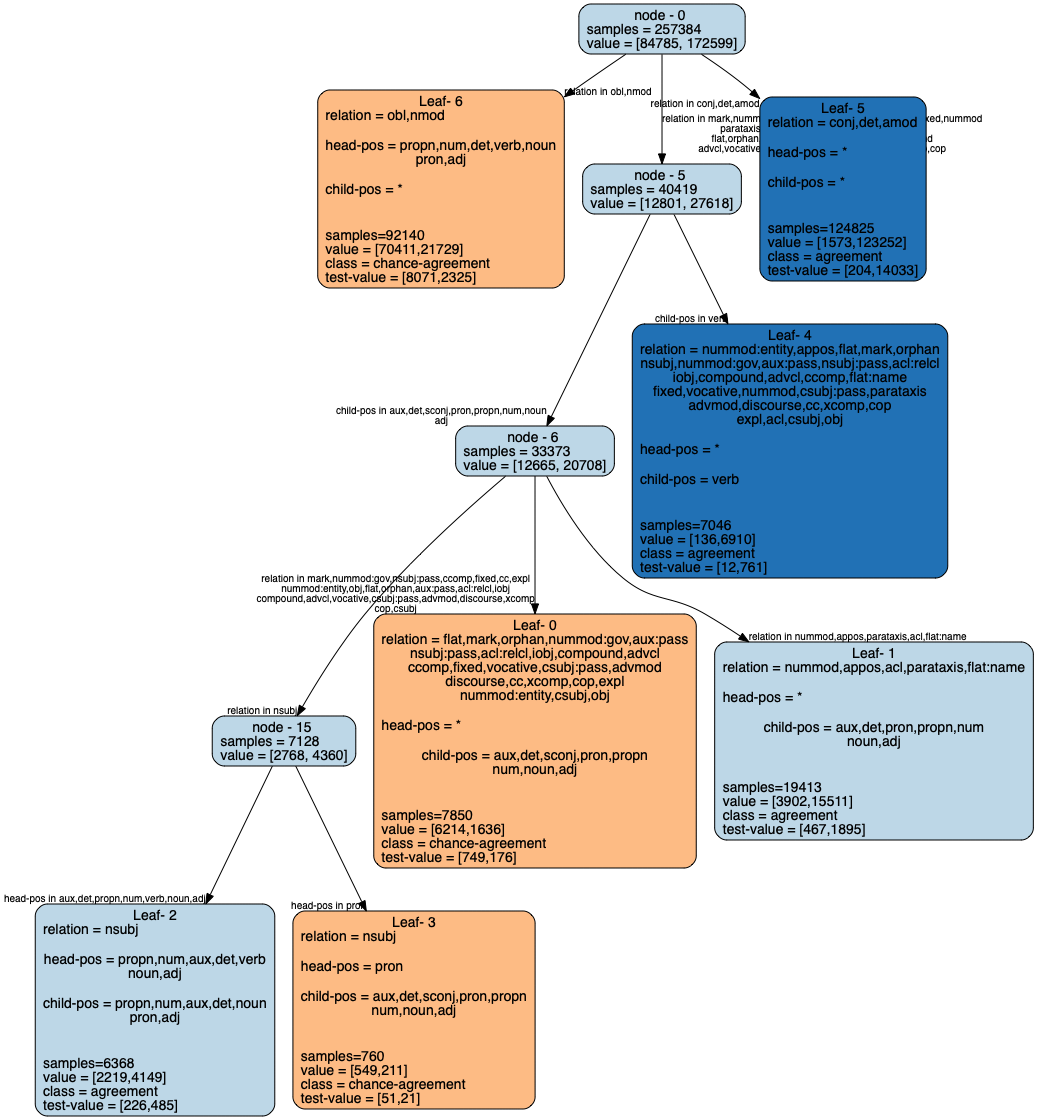 node - 0
samples = 257384
value = [84785, 172599]
relation in obl,nmod
relation in conj,det,amod
relation in mark,numm
xed,nummod
parataxis
flat,orphan
advcl,vocative
,cop
Leaf- 6
relation = obl,nmod
head-pos = propn,num,det,verb,noun
pron,adj
child-pos = *
samples=92140
value = [70411,21729]
class = chance-agreement
test-value = [8071,2325]
Leaf- 5
relation = conj,det,amod
head-pos = *
child-pos = *
samples=124825
value = [1573,123252]
class = agreement
test-value = [204,14033]
node - 5
samples = 40419
value = [12801, 27618]
child-pos in verb
Leaf- 4
relation = nummod:entity,appos,flat,mark,orphan
nsubj,nummod:gov,aux:pass,nsubj:pass,acl:relcl
iobj,compound,advcl,ccomp,flat:name
fixed,vocative,nummod,csubj:pass,parataxis
advmod,discourse,cc,xcomp,cop
expl,acl,csubj,obj
head-pos = *
child-pos = verb
samples=7046
value = [136,6910]
class = agreement
test-value = [12,761]
child-pos in aux,det,sconj,pron,propn,num,noun
adj
node - 6
samples = 33373
value = [12665, 20708]
relation in mark,nummod:gov,nsubj:pass,ccomp,fixed,cc,expl
nummod:entity,obj,flat,orphan,aux:pass,acl:relcl,iobj
compound,advcl,vocative,csubj:pass,advmod,discourse,xcomp
cop,csubj
Leaf- 0
relation = flat,mark,orphan,nummod:gov,aux:pass
nsubj:pass,acl:relcl,iobj,compound,advcl
ccomp,fixed,vocative,csubj:pass,advmod
discourse,cc,xcomp,cop,expl
nummod:entity,csubj,obj
head-pos = *
child-pos = aux,det,sconj,pron,propn
num,noun,adj
samples=7850
value = [6214,1636]
class = chance-agreement
test-value = [749,176]
relation in nummod,appos,parataxis,acl,flat:name
Leaf- 1
relation = nummod,appos,acl,parataxis,flat:name
head-pos = *
child-pos = aux,det,pron,propn,num
noun,adj
samples=19413
value = [3902,15511]
class = agreement
test-value = [467,1895]
relation in nsubj
node - 15
samples = 7128
value = [2768, 4360]
head-pos in aux,det,propn,num,verb,noun,adj
Leaf- 2
relation = nsubj
head-pos = propn,num,aux,det,verb
noun,adj
child-pos = propn,num,aux,det,noun
pron,adj
samples=6368
value = [2219,4149]
class = agreement
test-value = [226,485]
head-pos in pron
Leaf- 3
relation = nsubj
head-pos = pron
child-pos = aux,det,sconj,pron,propn
num,noun,adj
samples=760
value = [549,211]
class = chance-agreement
test-value = [51,21]